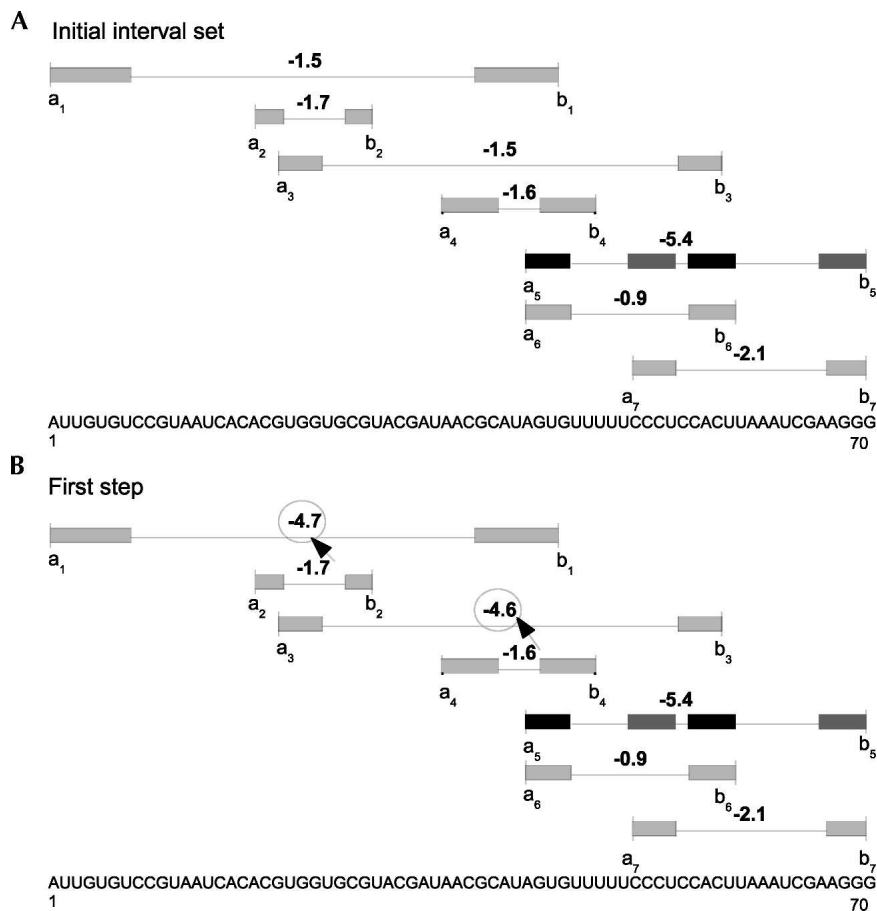 A
Initial interval set
-1.5
a1 b1
-1.7
a2 b2
-1.5
a3 b3
-1.6
a4 b4
-5.4
a5 b5
-0.9
a6 b6
-2.1
a7 b7
AUUGUGUCCGUAAUCACACGUGGUGCGUACGAUAACGCAUAGUGUUUUUCCCUCCACUUAAAUCGAAGGG
1 70
B
First step
-4.7
a1 b1
-1.7
a2 b2
-4.6
a3 b3
-1.6
a4 b4
-5.4
a5 b5
-0.9
a6 b6
-2.1
a7 b7
AUUGUGUCCGUAAUCACACGUGGUGCGUACGAUAACGCAUAGUGUUUUUCCCUCCACUUAAAUCGAAGGG
1 70